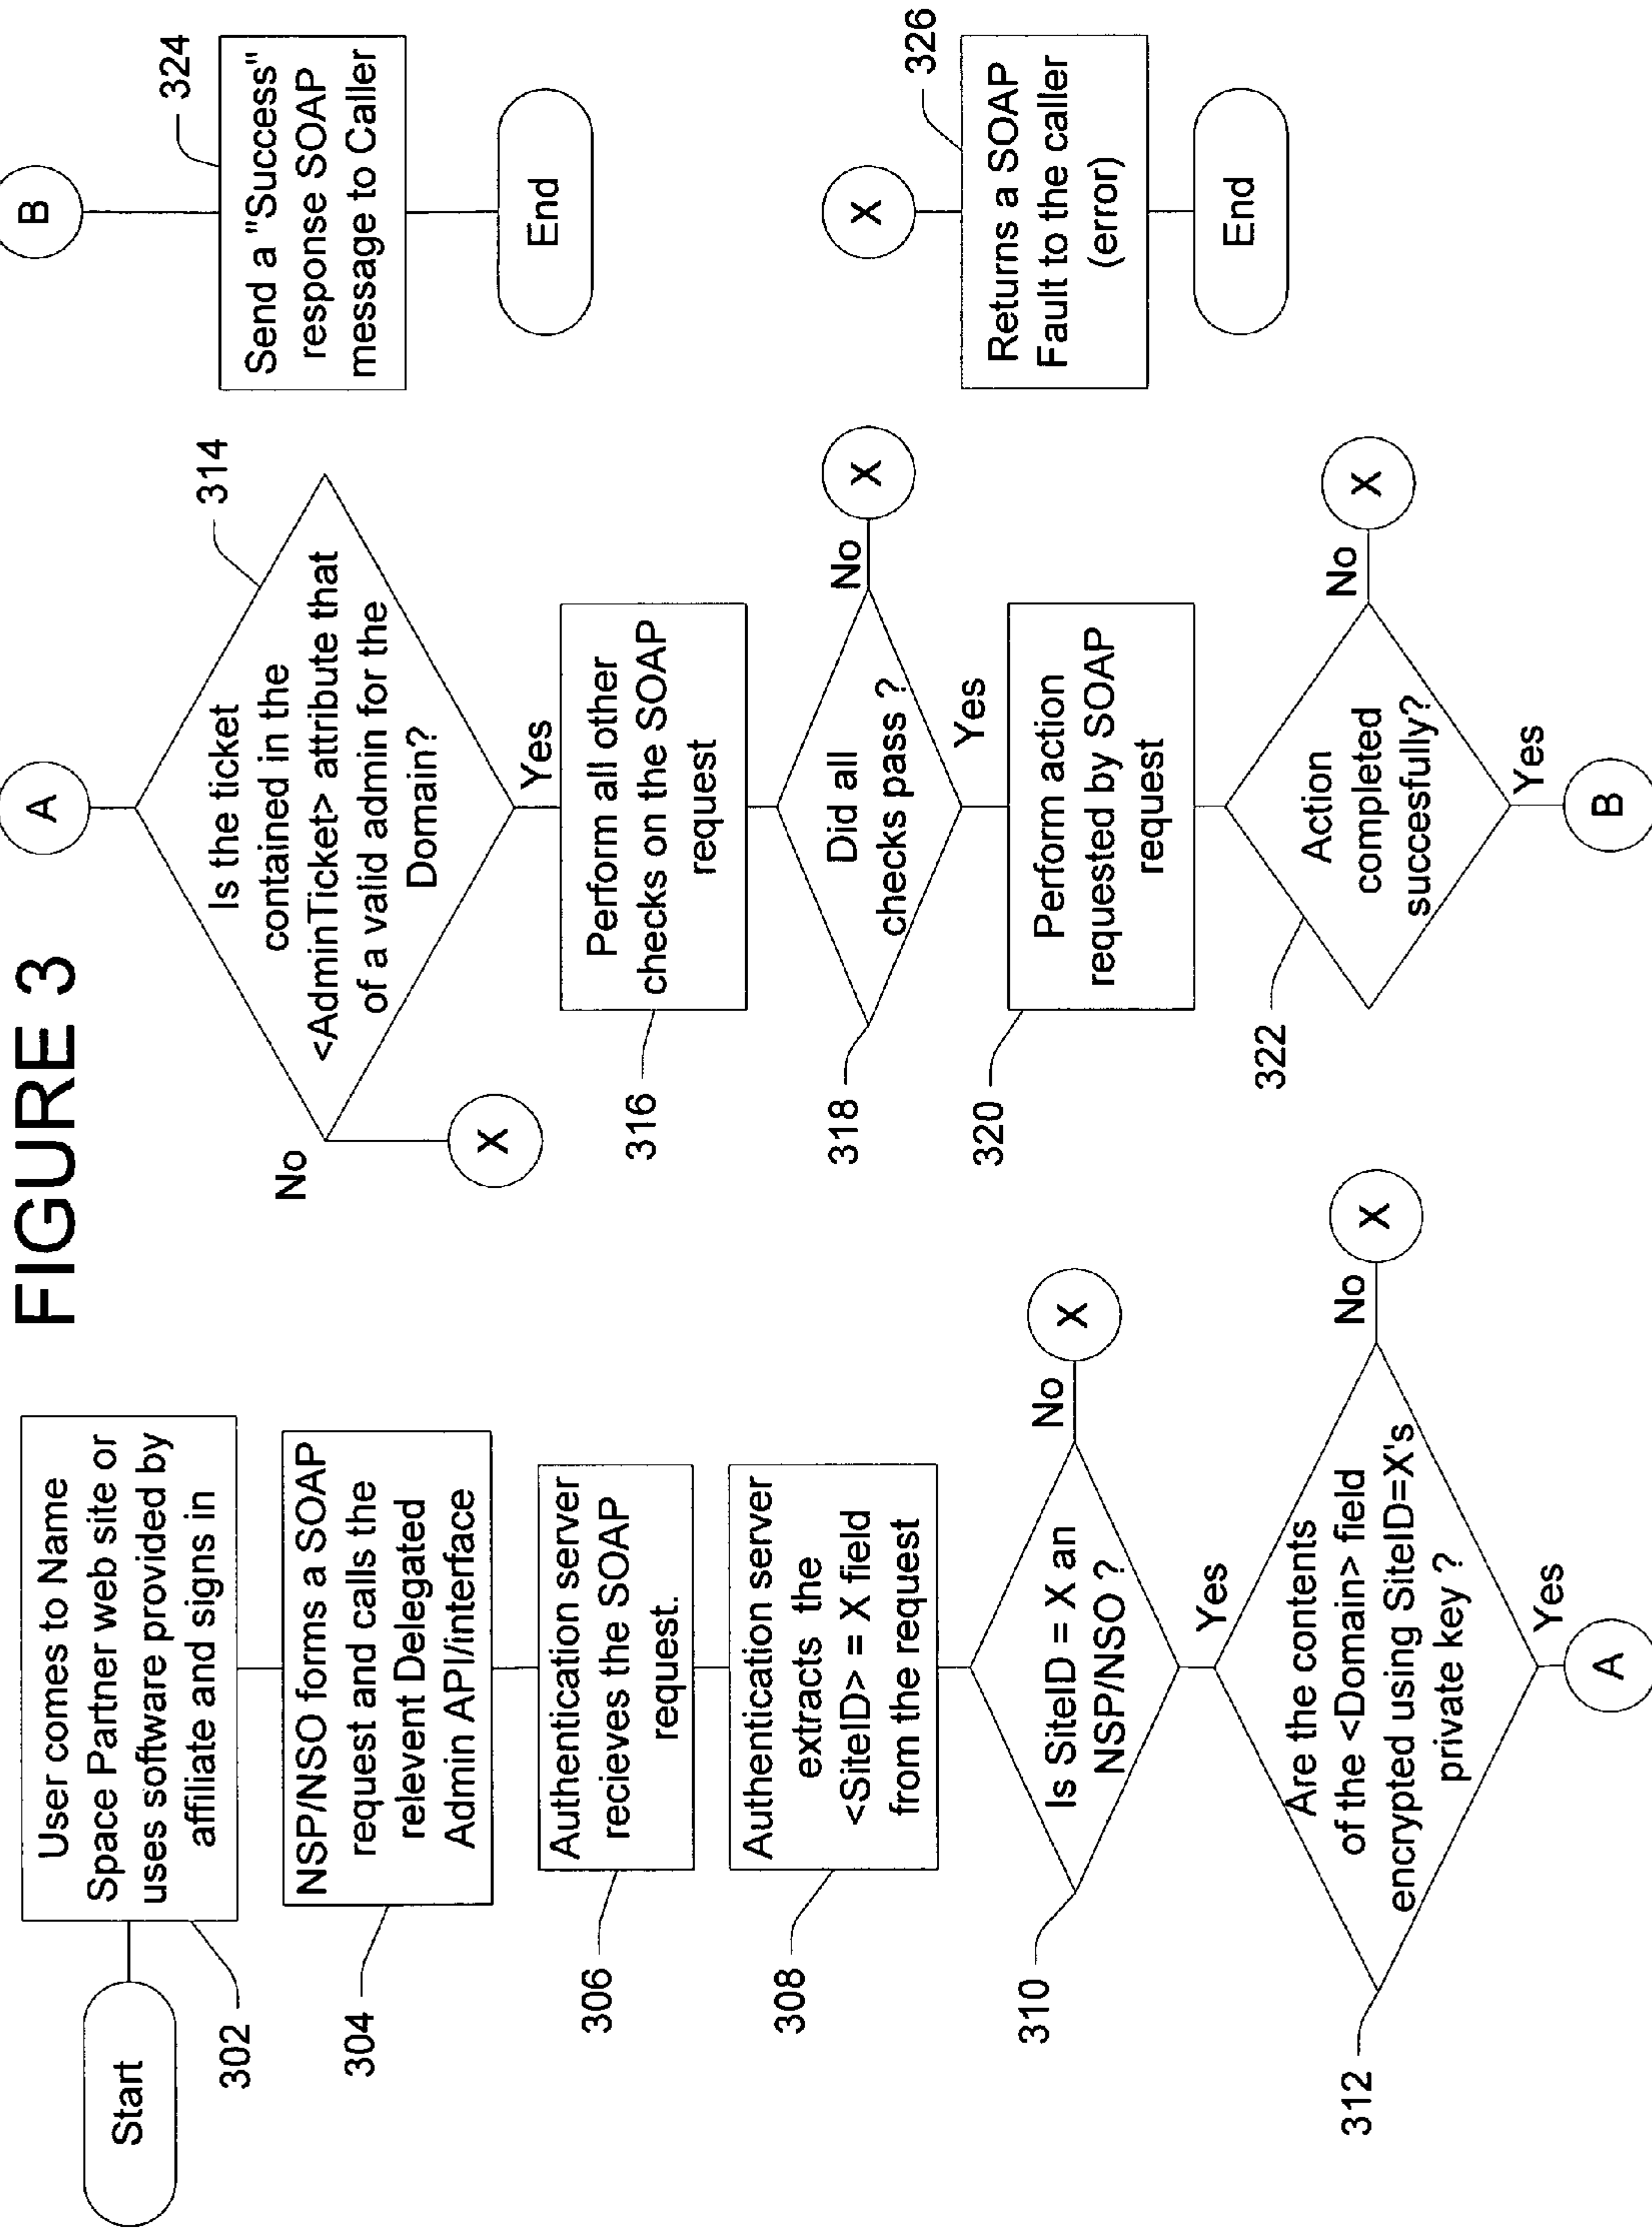 FIGURE 3
Start
User comes to Name
Space Partner web site or
uses software provided by
affiliate and signs in
302
NSP/NSO forms a SOAP
request and calls the
relevent Delegated
Admin API/interface
304
Authentication server
recieves the SOAP
request.
306
Authentication server
extracts the
<SiteID> = X field
from the request
308
Is SiteID = X an
NSP/NSO ?
310
No
X
Yes
Are the contents
of the <Domain> field
encrypted using SiteID=X's
private key ?
312
No
X
Yes
A
A
Is the ticket
contained in the
<AdminTicket> attribute that
of a valid admin for the
Domain?
314
No
X
Yes
Perform all other
checks on the SOAP
request
316
Did all
checks pass ?
318
No
X
Yes
Perform action
requested by SOAP
request
320
Action
completed
succesfully?
322
No
X
Yes
B
B
Send a "Success"
response SOAP
message to Caller
324
End
X
Returns a SOAP
Fault to the caller
(error)
326
End